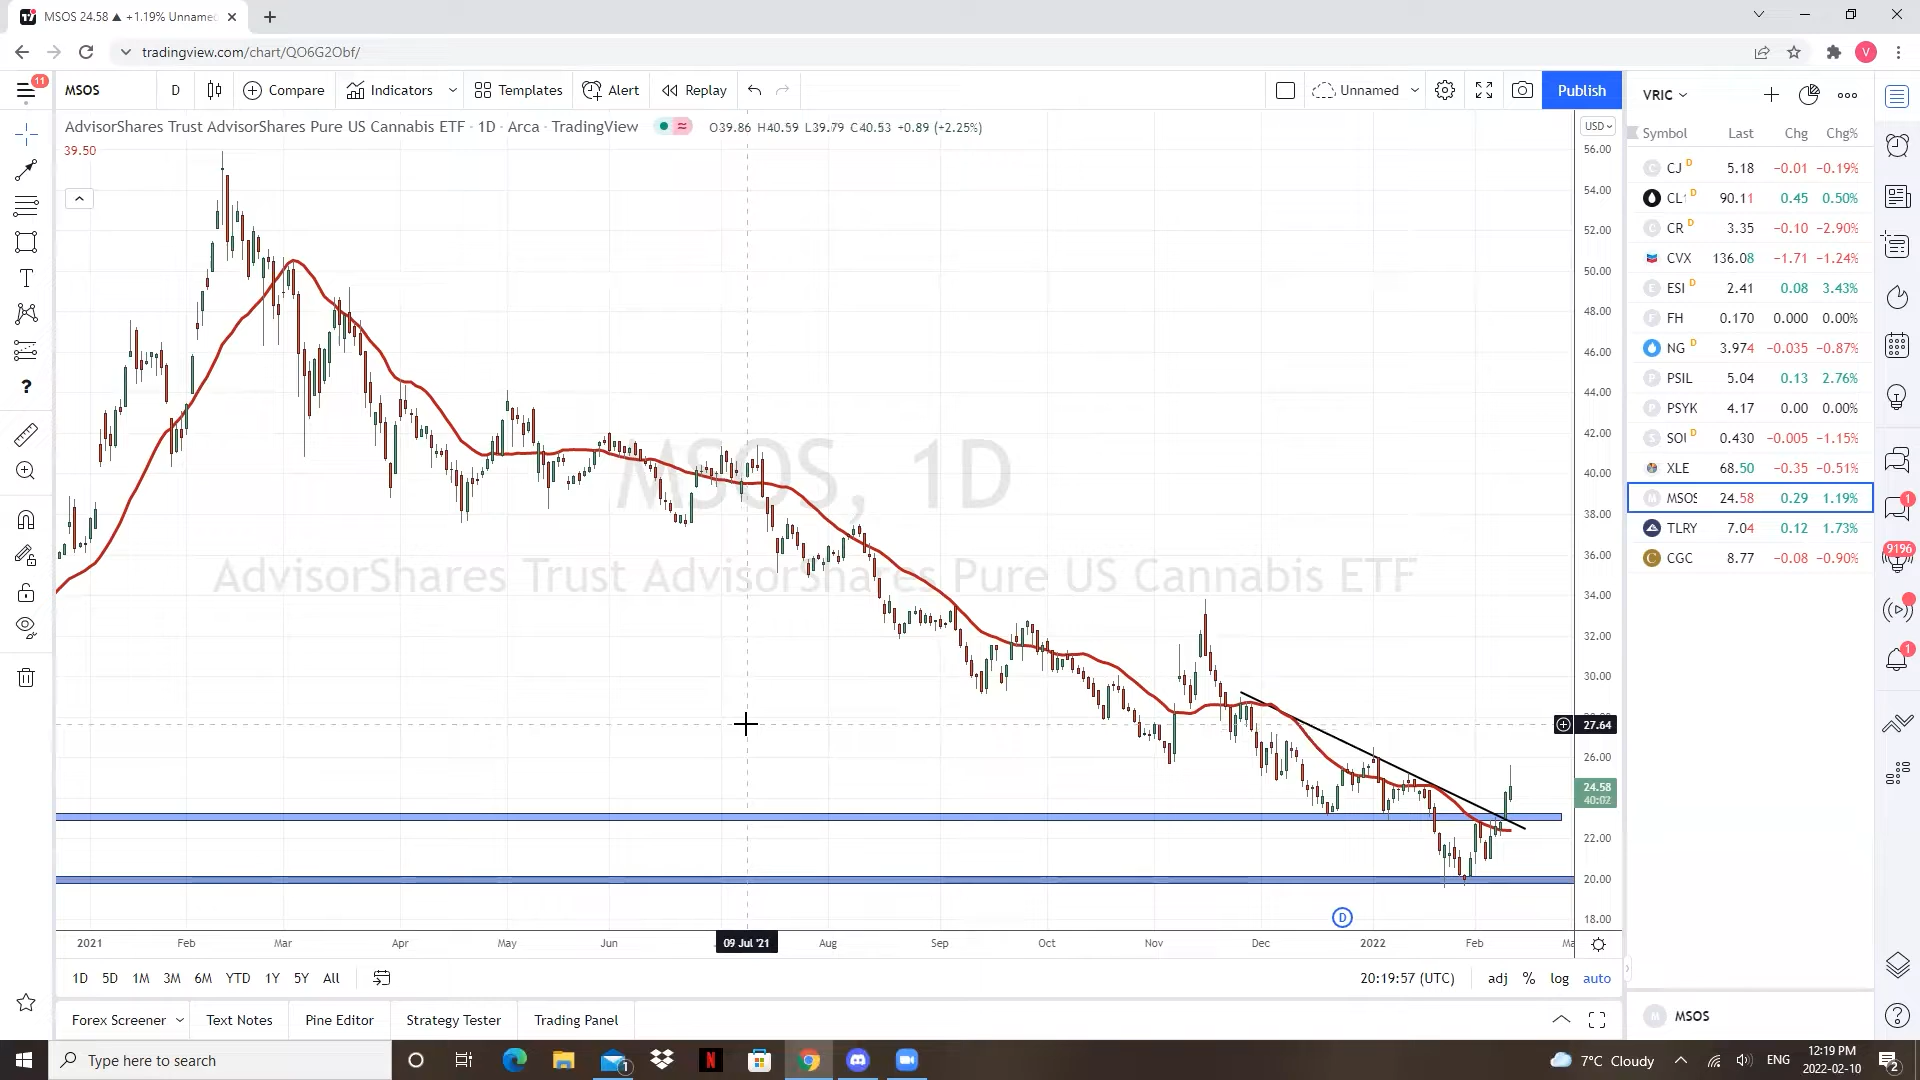 MSOS 24.58 ▲ +1.19% Unnamed
tradingview.com/chart/QO6G2Obf/
V
11
MSOS
D
Compare
Indicators
Templates
Alert
Replay
Unnamed
Publish
VRIC
AdvisorShares Trust AdvisorShares Pure US Cannabis ETF · 1D · Arca · TradingView
O39.86 H40.59 L39.79 C40.53 +0.89 (+2.25%)
39.50
USD
Symbol Last Chg Chg%
CJ D 5.18 −0.01 −0.19%
CL1 D 90.11 0.45 0.50%
CR D 3.35 −0.10 −2.90%
CVX 136.08 −1.71 −1.24%
ESI D 2.41 0.08 3.43%
FH 0.170 0.000 0.00%
NG D 3.974 −0.035 −0.87%
PSIL 5.04 0.13 2.76%
PSYK 4.17 0.00 0.00%
SOI D 0.430 −0.005 −1.15%
XLE 68.50 −0.35 −0.51%
MSOS 24.58 0.29 1.19%
TLRY 7.04 0.12 1.73%
CGC 8.77 −0.08 −0.90%
MSOS, 1D
AdvisorShares Trust AdvisorShares Pure US Cannabis ETF
56.00
54.00
52.00
50.00
48.00
46.00
44.00
42.00
40.00
38.00
36.00
34.00
32.00
30.00
27.64
26.00
24.58
40:02
22.00
20.00
18.00
1
9196
1
D
2021 Feb Mar Apr May Jun 09 Jul '21 Aug Sep Oct Nov Dec 2022 Feb Ma
1D 5D 1M 3M 6M YTD 1Y 5Y All
20:19:57 (UTC) adj % log auto
Forex Screener
Text Notes
Pine Editor
Strategy Tester
Trading Panel
MSOS
Type here to search
1
7°C Cloudy
ENG
12:19 PM
2022-02-10
2